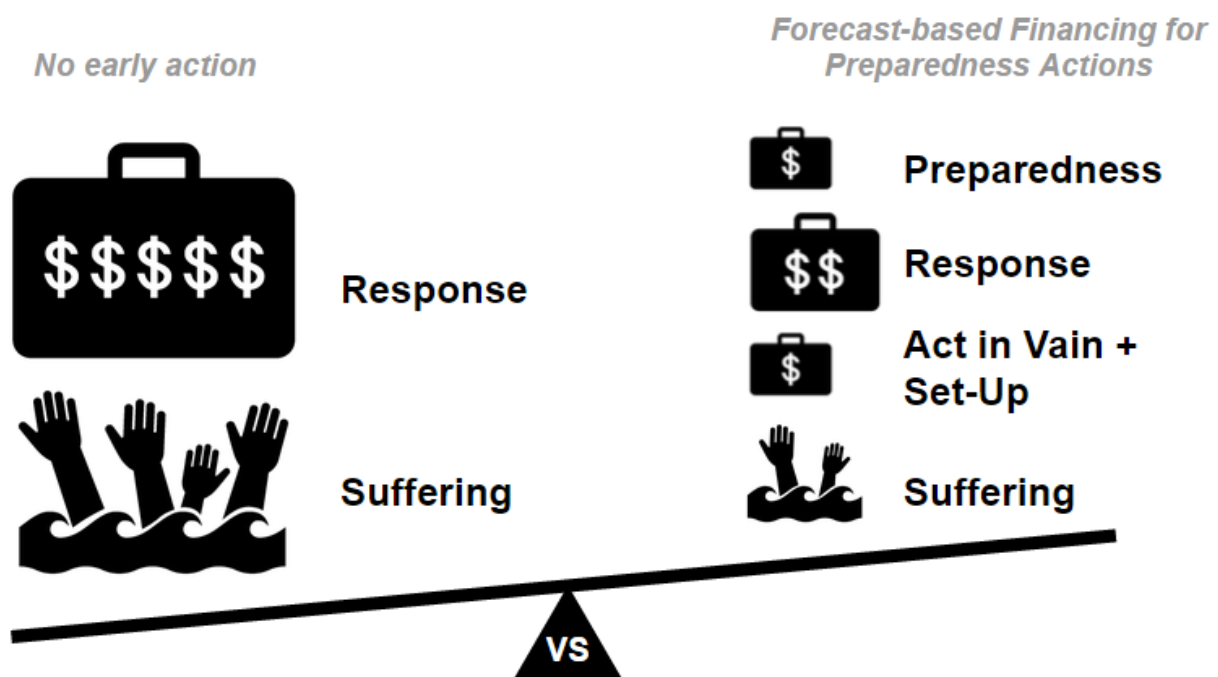 No early action
$$$$$
Response
Suffering
Forecast-based Financing for
Preparedness Actions
$
Preparedness
$$
Response
$
Act in Vain +
Set-Up
Suffering
VS